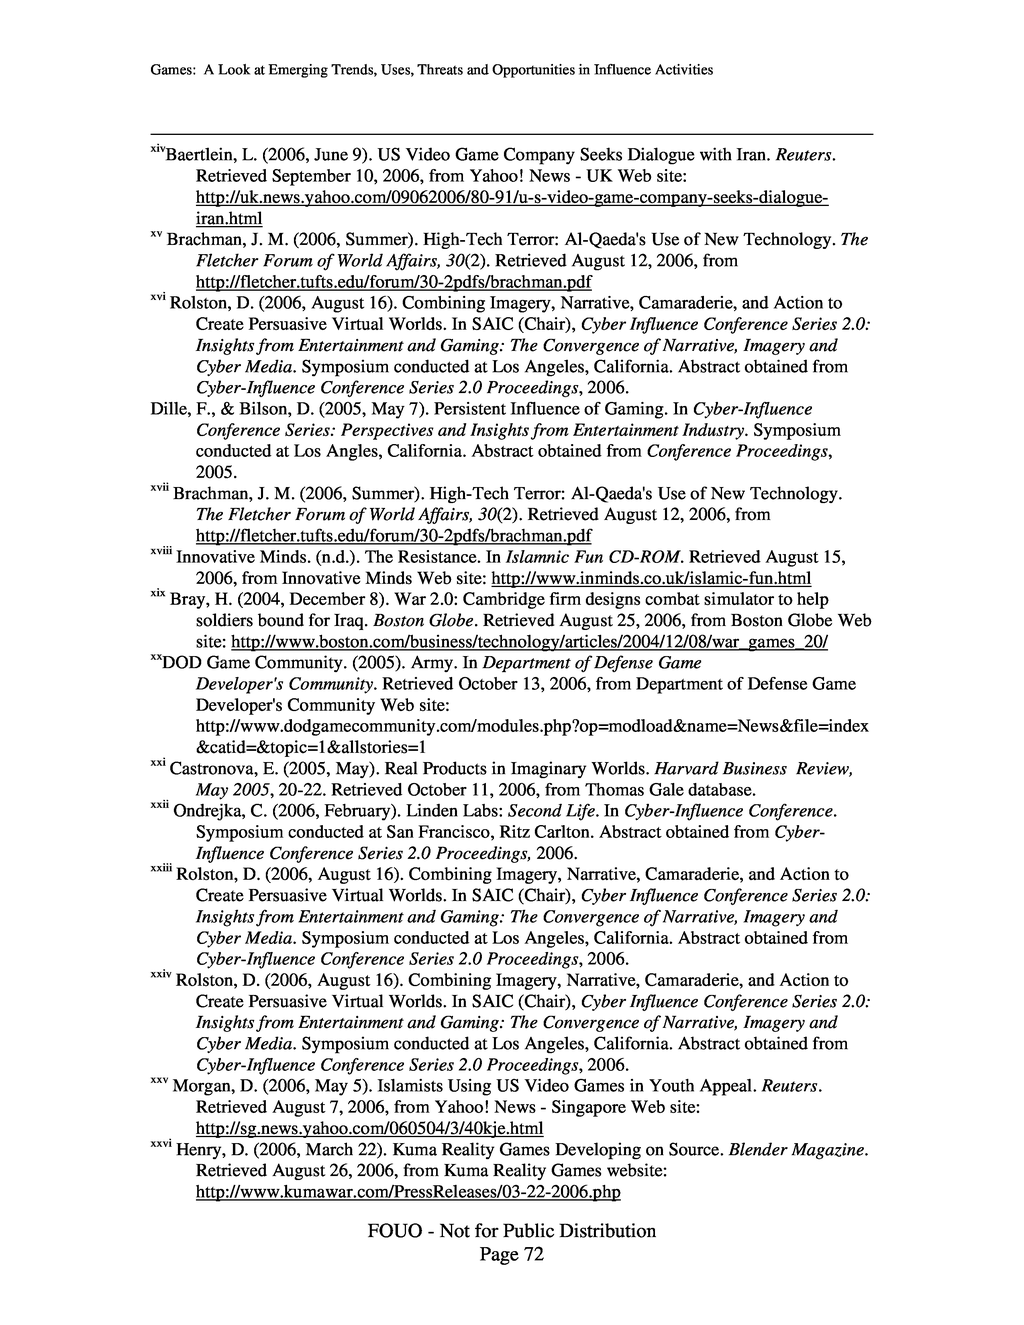 Games: A Look at Emerging Trends, Uses, Threats and Opportunities in Influence Activities
xivBaertlein, L. (2006, June 9). US Video Game Company Seeks Dialogue with Iran. Reuters.
Retrieved September 10, 2006, from Yahoo! News - UK Web site:
http://uk.news.yahoo.com/09062006/80-91/u-s-video-game-company-seeks-dialogue-
iran.html
xv Brachman, J. M. (2006, Summer). High-Tech Terror: Al-Qaeda's Use of New Technology. The
Fletcher Forum of World Affairs, 30(2). Retrieved August 12, 2006, from
http://fletcher.tufts.edu/forum/30-2pdfs/brachman.pdf
xvi Rolston, D. (2006, August 16). Combining Imagery, Narrative, Camaraderie, and Action to
Create Persuasive Virtual Worlds. In SAIC (Chair), Cyber Influence Conference Series 2.0:
Insights from Entertainment and Gaming: The Convergence of Narrative, Imagery and
Cyber Media. Symposium conducted at Los Angeles, California. Abstract obtained from
Cyber-Influence Conference Series 2.0 Proceedings, 2006.
Dille, F., & Bilson, D. (2005, May 7). Persistent Influence of Gaming. In Cyber-Influence
Conference Series: Perspectives and Insights from Entertainment Industry. Symposium
conducted at Los Angles, California. Abstract obtained from Conference Proceedings,
2005.
xvii Brachman, J. M. (2006, Summer). High-Tech Terror: Al-Qaeda's Use of New Technology.
The Fletcher Forum of World Affairs, 30(2). Retrieved August 12, 2006, from
http://fletcher.tufts.edu/forum/30-2pdfs/brachman.pdf
xviii Innovative Minds. (n.d.). The Resistance. In Islamnic Fun CD-ROM. Retrieved August 15,
2006, from Innovative Minds Web site: http://www.inminds.co.uk/islamic-fun.html
xix Bray, H. (2004, December 8). War 2.0: Cambridge firm designs combat simulator to help
soldiers bound for Iraq. Boston Globe. Retrieved August 25, 2006, from Boston Globe Web
site: http://www.boston.com/business/technology/articles/2004/12/08/war_games_20/
xxDOD Game Community. (2005). Army. In Department of Defense Game
Developer's Community. Retrieved October 13, 2006, from Department of Defense Game
Developer's Community Web site:
http://www.dodgamecommunity.com/modules.php?op=modload&name=News&file=index
&catid=&topic=1&allstories=1
xxi Castronova, E. (2005, May). Real Products in Imaginary Worlds. Harvard Business Review,
May 2005, 20-22. Retrieved October 11, 2006, from Thomas Gale database.
xxii Ondrejka, C. (2006, February). Linden Labs: Second Life. In Cyber-Influence Conference.
Symposium conducted at San Francisco, Ritz Carlton. Abstract obtained from Cyber-
Influence Conference Series 2.0 Proceedings, 2006.
xxiii Rolston, D. (2006, August 16). Combining Imagery, Narrative, Camaraderie, and Action to
Create Persuasive Virtual Worlds. In SAIC (Chair), Cyber Influence Conference Series 2.0:
Insights from Entertainment and Gaming: The Convergence of Narrative, Imagery and
Cyber Media. Symposium conducted at Los Angeles, California. Abstract obtained from
Cyber-Influence Conference Series 2.0 Proceedings, 2006.
xxiv Rolston, D. (2006, August 16). Combining Imagery, Narrative, Camaraderie, and Action to
Create Persuasive Virtual Worlds. In SAIC (Chair), Cyber Influence Conference Series 2.0:
Insights from Entertainment and Gaming: The Convergence of Narrative, Imagery and
Cyber Media. Symposium conducted at Los Angeles, California. Abstract obtained from
Cyber-Influence Conference Series 2.0 Proceedings, 2006.
xxv Morgan, D. (2006, May 5). Islamists Using US Video Games in Youth Appeal. Reuters.
Retrieved August 7, 2006, from Yahoo! News - Singapore Web site:
http://sg.news.yahoo.com/060504/3/40kje.html
xxvi Henry, D. (2006, March 22). Kuma Reality Games Developing on Source. Blender Magazine.
Retrieved August 26, 2006, from Kuma Reality Games website:
http://www.kumawar.com/PressReleases/03-22-2006.php
FOUO - Not for Public Distribution
Page 72